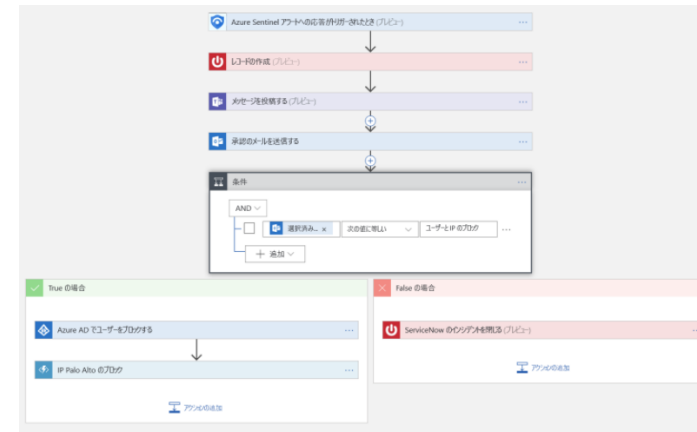 Azure Sentinel アラートへの応答がトリガーされたとき (プレビュー)
レコードの作成 (プレビュー)
メッセージを投稿する (プレビュー)
承認のメールを送信する
条件
AND
選択済み... x 次の値に等しい ユーザーと IP のブロック
追加
True の場合
False の場合
Azure AD でユーザーをブロックする
ServiceNow のインシデントを閉じる (プレビュー)
IP Palo Alto のブロック
アクションの追加
アクションの追加